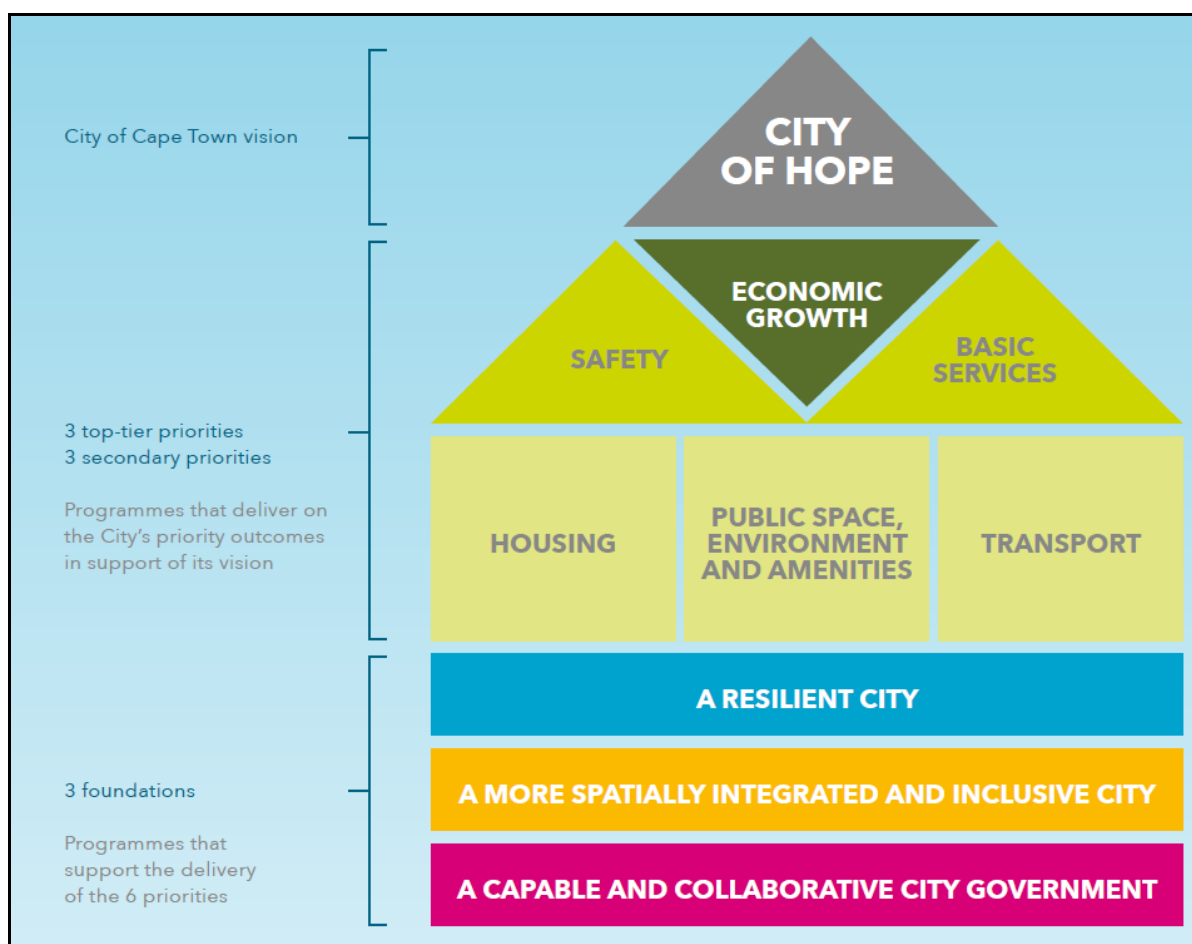 City of Cape Town vision
CITY
OF HOPE
3 top-tier priorities
3 secondary priorities
Programmes that deliver on
the City's priority outcomes
in support of its vision
ECONOMIC
GROWTH
SAFETY
BASIC
SERVICES
HOUSING
PUBLIC SPACE,
ENVIRONMENT
AND AMENITIES
TRANSPORT
3 foundations
Programmes that
support the delivery
of the 6 priorities
A RESILIENT CITY
A MORE SPATIALLY INTEGRATED AND INCLUSIVE CITY
A CAPABLE AND COLLABORATIVE CITY GOVERNMENT